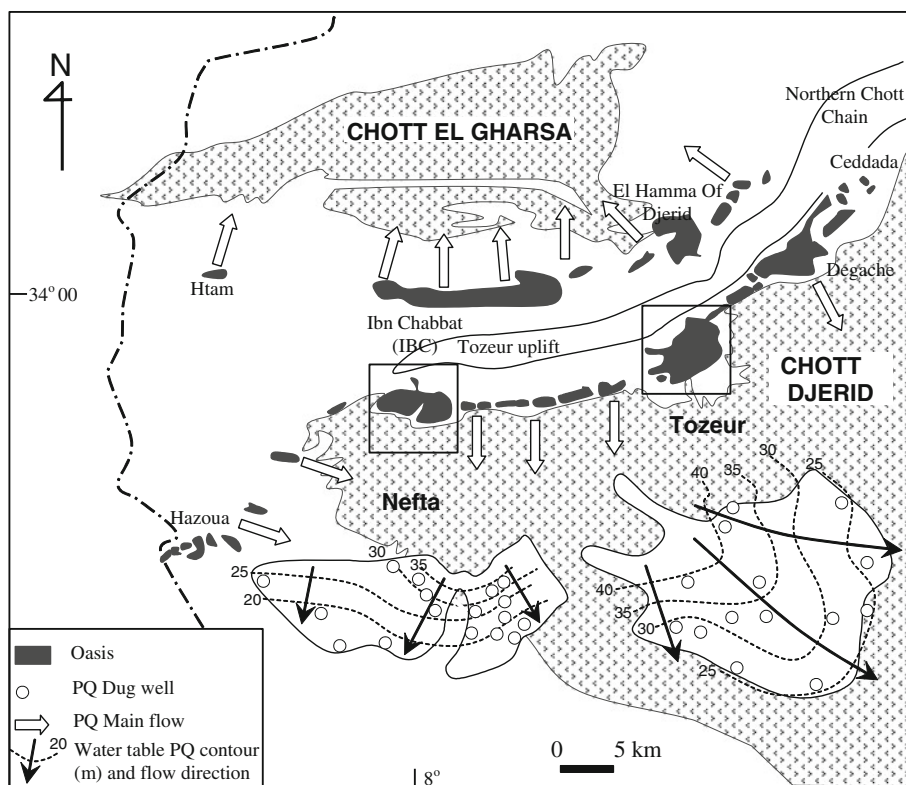 N
Northern Chott
Chain
CHOTT EL GHARSA
Ceddada
El Hamma Of
Djerid
Degache
Htam
34° 00
Ibn Chabbat
(IBC)
Tozeur uplift
CHOTT
DJERID
Tozeur
Nefta
Hazoua
40
35
30
25
30
35
25
20
40
35
30
25
Oasis
PQ Dug well
PQ Main flow
20
Water table PQ contour
(m) and flow direction
0 5 km
8°